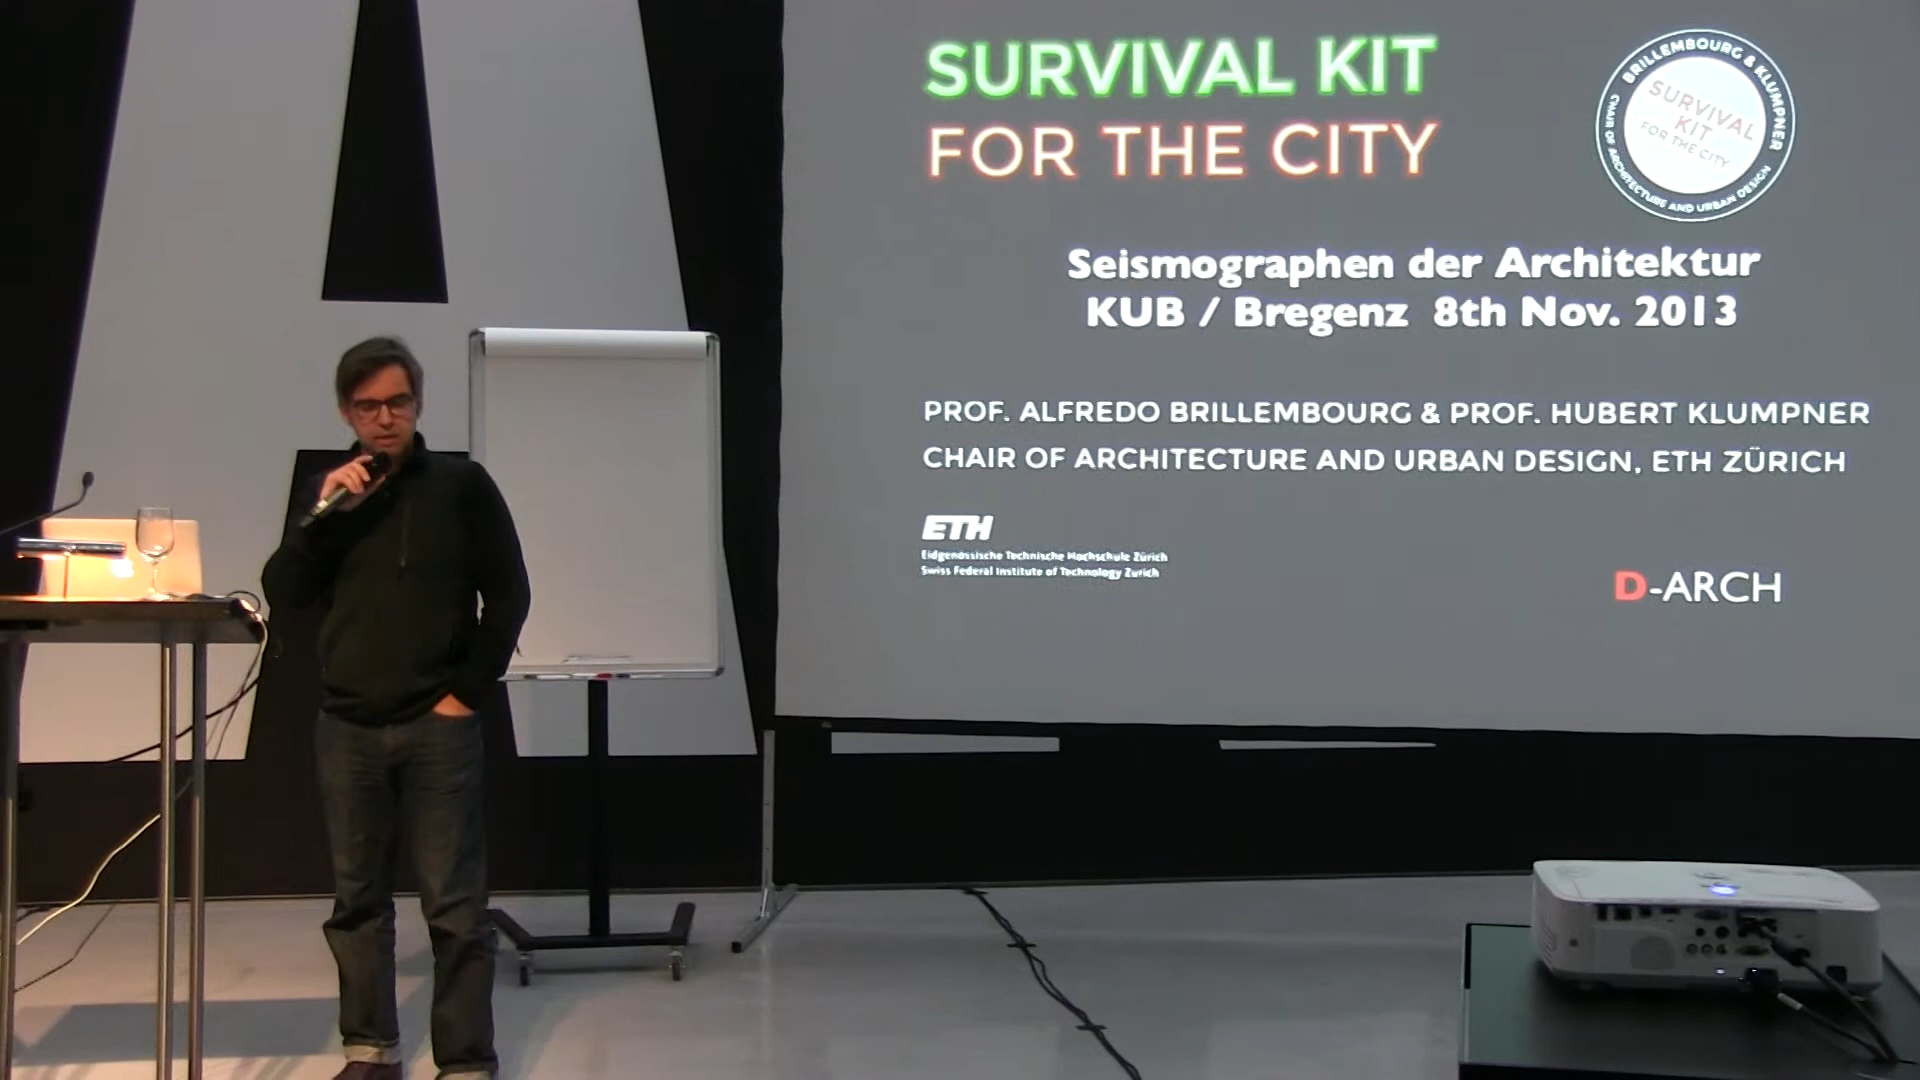 SURVIVAL KIT
FOR THE CITY
BRILLEMBOURG & KLUMPNER
CHAIR OF ARCHITECTURE AND URBAN DESIGN
SURVIVAL
KIT
FOR THE CITY
Seismographen der Architektur
KUB / Bregenz 8th Nov. 2013
PROF. ALFREDO BRILLEMBOURG & PROF. HUBERT KLUMPNER
CHAIR OF ARCHITECTURE AND URBAN DESIGN, ETH ZÜRICH
ETH
Eidgenössische Technische Hochschule Zürich
Swiss Federal Institute of Technology Zurich
D-ARCH